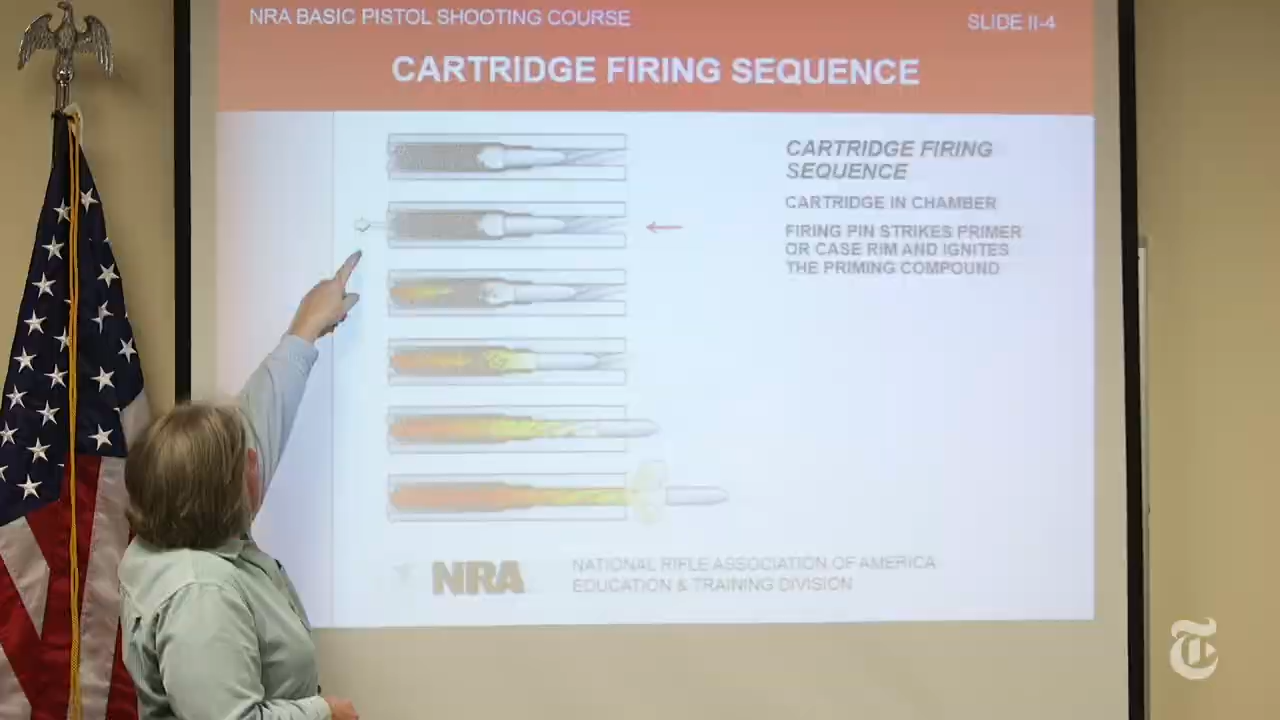 NRA BASIC PISTOL SHOOTING COURSE
SLIDE II-4
CARTRIDGE FIRING SEQUENCE
CARTRIDGE FIRING
SEQUENCE
CARTRIDGE IN CHAMBER
FIRING PIN STRIKES PRIMER
OR CASE RIM AND IGNITES
THE PRIMING COMPOUND
NRA
NATIONAL RIFLE ASSOCIATION OF AMERICA
EDUCATION & TRAINING DIVISION
T